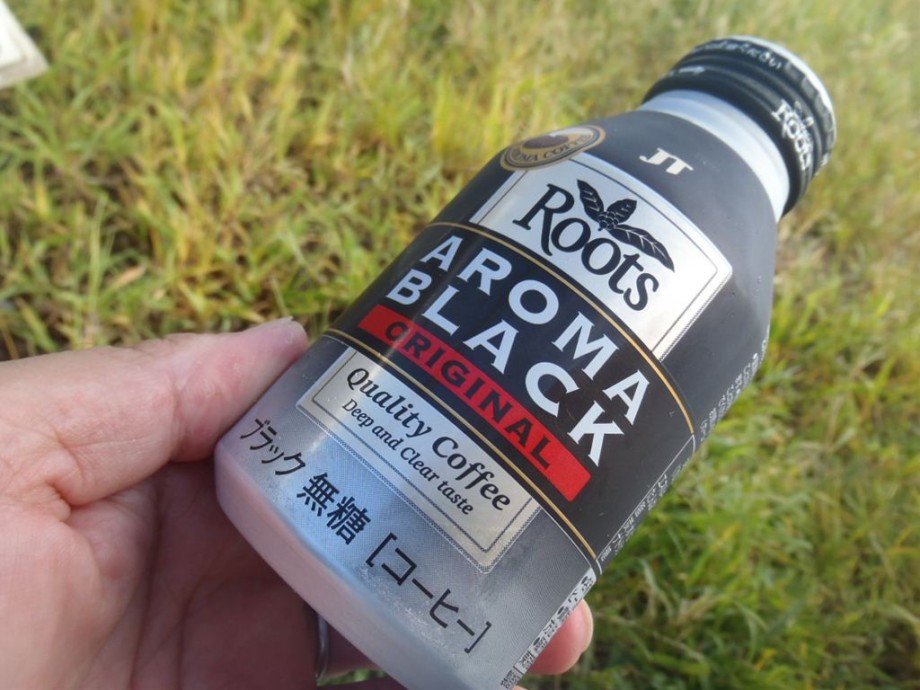 JT
Roots
AROMA
BLACK
ORIGINAL
Quality Coffee
Deep and Clear taste
ブラック 無糖 [コーヒー]
ROOTS